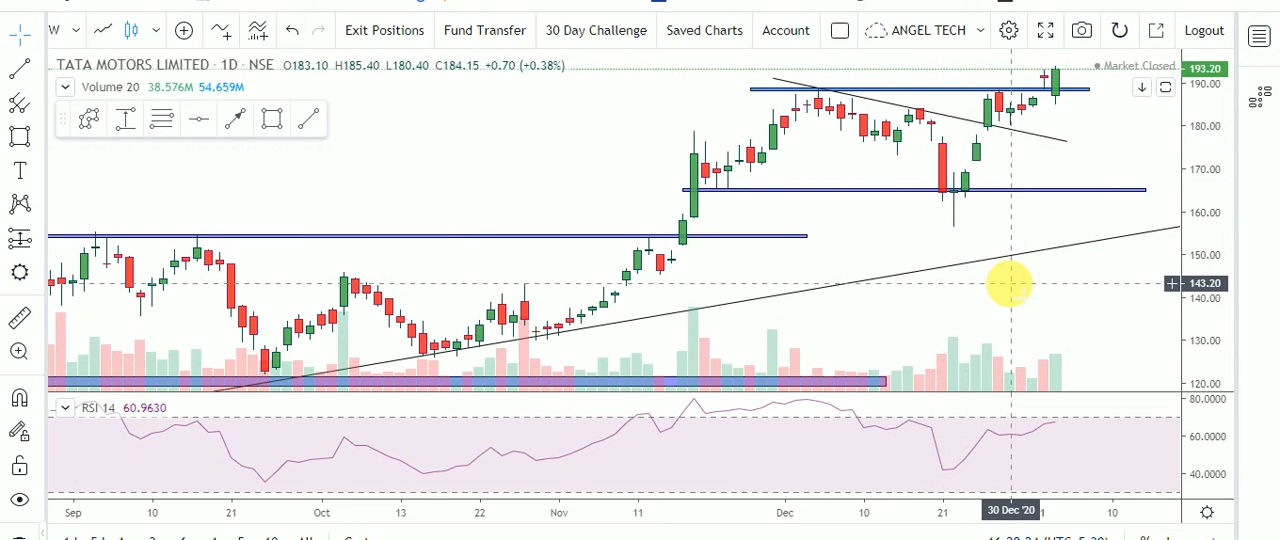 W Exit Positions Fund Transfer 30 Day Challenge Saved Charts Account ANGEL TECH Logout
TATA MOTORS LIMITED · 1D · NSE O183.10 H185.40 L180.40 C184.15 +0.70 (+0.38%)
Market Closed
193.20
Volume 20 38.576M 54.659M
190.00
180.00
170.00
160.00
150.00
143.20
140.00
130.00
120.00
RSI 14 60.9630
80.0000
60.0000
40.0000
Sep 10 21 Oct 13 22 Nov 11 Dec 10 21 30 Dec '20 10